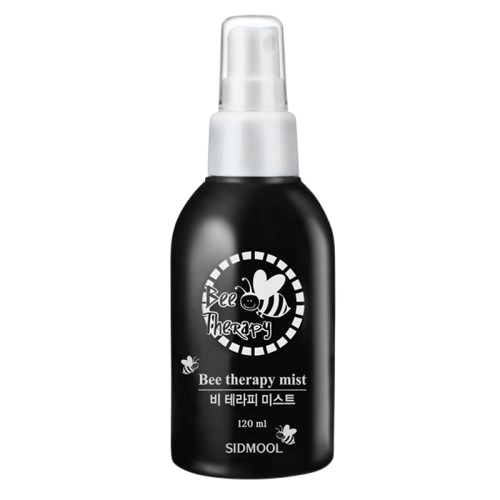 Bee
Therapy
Bee therapy mist
비 테라피 미스트
120 ml
SIDMOOL